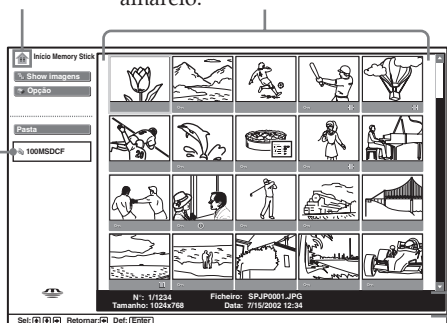 amarelo.
Início Memory Stick
Show imagens
Opção
Pasta
100MSDCF
N°: 1/1234 Ficheiro: SPJP0001.JPG
Tamanho: 1024x768 Data: 7/15/2002 12:34
Sel: Retornar: Def: Enter